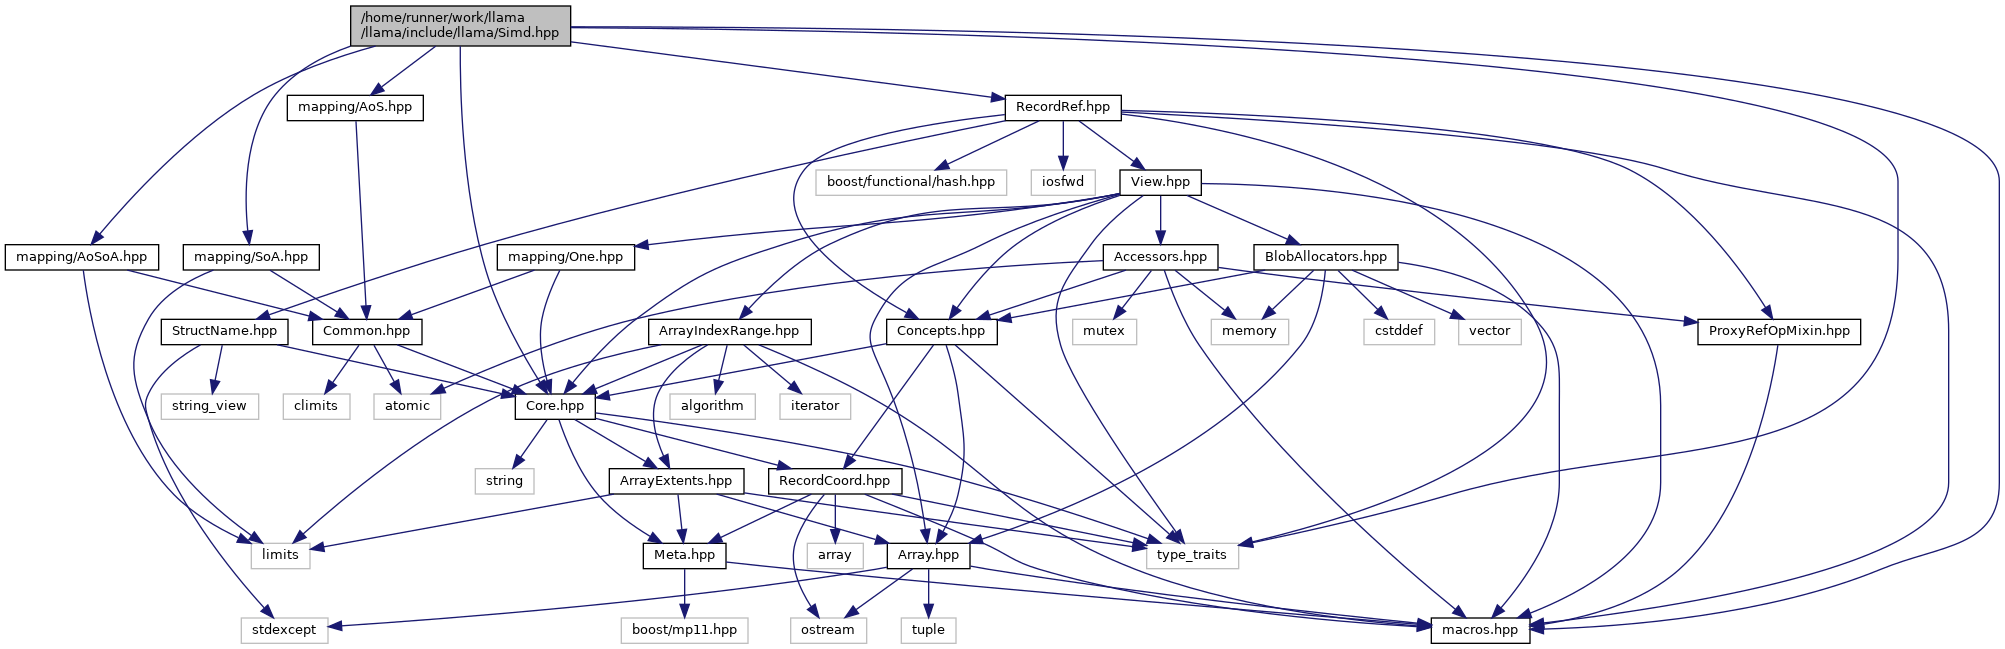 /home/runner/work/llama
/llama/include/llama/Simd.hpp
mapping/AoS.hpp
RecordRef.hpp
boost/functional/hash.hpp
iosfwd
View.hpp
mapping/AoSoA.hpp
mapping/SoA.hpp
mapping/One.hpp
Accessors.hpp
BlobAllocators.hpp
StructName.hpp
Common.hpp
ArrayIndexRange.hpp
Concepts.hpp
mutex
memory
cstddef
vector
ProxyRefOpMixin.hpp
string_view
climits
atomic
Core.hpp
algorithm
iterator
string
ArrayExtents.hpp
RecordCoord.hpp
limits
Meta.hpp
array
Array.hpp
type_traits
stdexcept
boost/mp11.hpp
ostream
tuple
macros.hpp